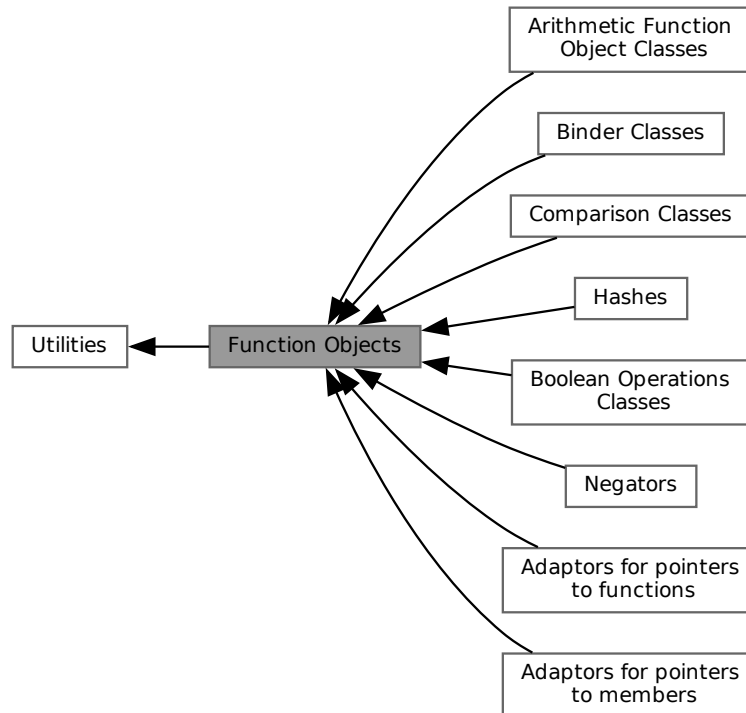 Arithmetic Function
Object Classes
Binder Classes
Comparison Classes
Hashes
Utilities
Function Objects
Boolean Operations
Classes
Negators
Adaptors for pointers
to functions
Adaptors for pointers
to members